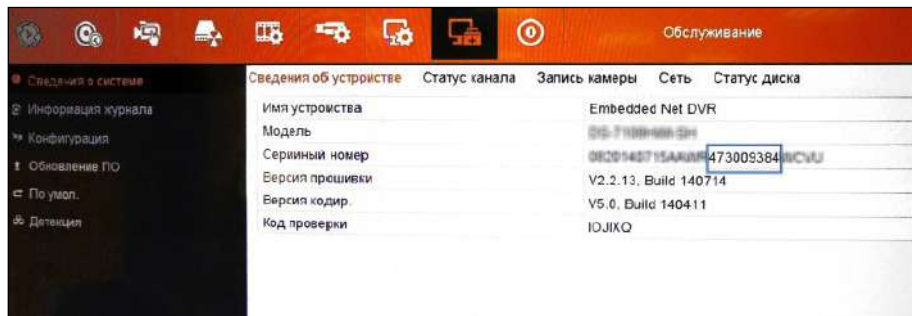 Обслуживание
Сведения о системе
Информация журнала
Конфигурация
Обновление ПО
По умол.
Детекция
Сведения об устройстве Статус канала Запись камеры Сеть Статус диска
Имя устройства Embedded Net DVR
Модель
Серийный номер 473009384
Версия прошивки V2.2.13, Build 140714
Версия кодир. V5.0, Build 140411
Код проверки IOJIXQ